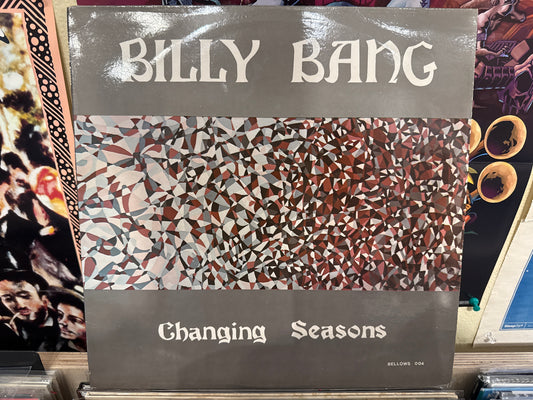 BILLY BANG
Changing Seasons
BELLOWS 004